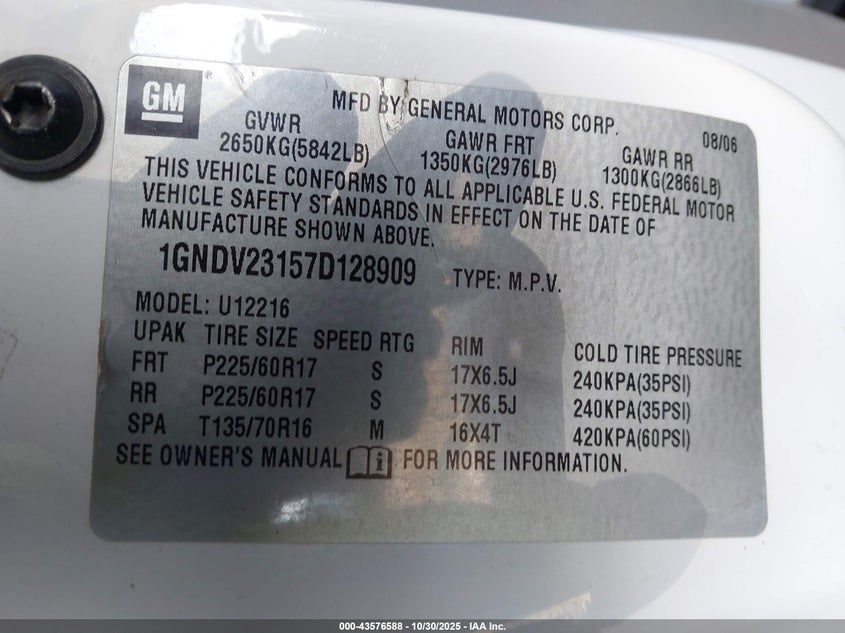 GM
MFD BY GENERAL MOTORS CORP. 08/06
GVWR GAWR FRT GAWR RR
2650KG(5842LB) 1350KG(2976LB) 1300KG(2866LB)
THIS VEHICLE CONFORMS TO ALL APPLICABLE U.S. FEDERAL MOTOR
VEHICLE SAFETY STANDARDS IN EFFECT ON THE DATE OF
MANUFACTURE SHOWN ABOVE.
1GNDV23157D128909 TYPE: M.P.V.
MODEL: U12216
UPAK TIRE SIZE SPEED RTG RIM COLD TIRE PRESSURE
FRT P225/60R17 S 17X6.5J 240KPA(35PSI)
RR P225/60R17 S 17X6.5J 240KPA(35PSI)
SPA T135/70R16 M 16X4T 420KPA(60PSI)
SEE OWNER'S MANUAL i FOR MORE INFORMATION.
000-43576588 - 10/30/2025 - IAA Inc.